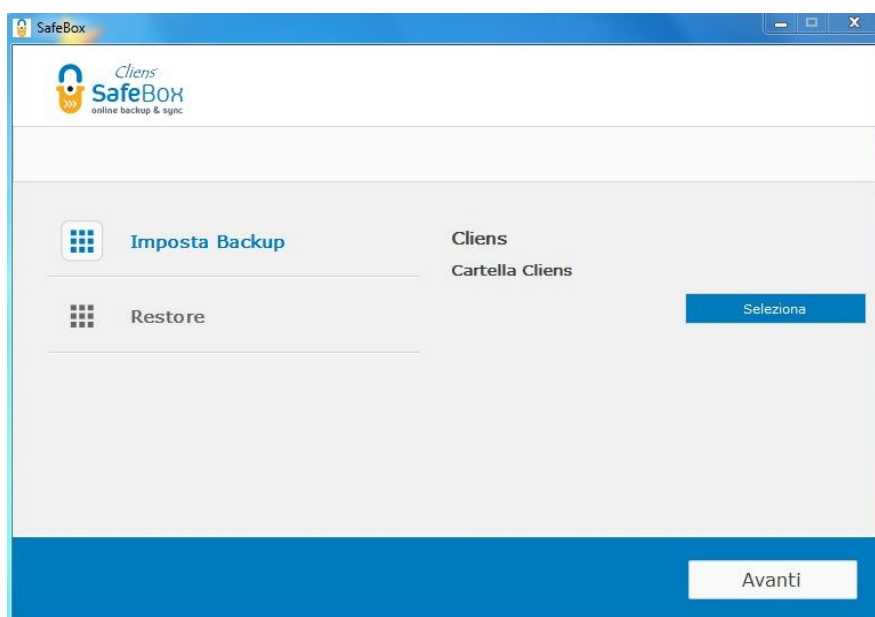 SafeBox
Cliens
SafeBox
online backup & sync
Imposta Backup
Restore
Cliens
Cartella Cliens
Seleziona
Avanti